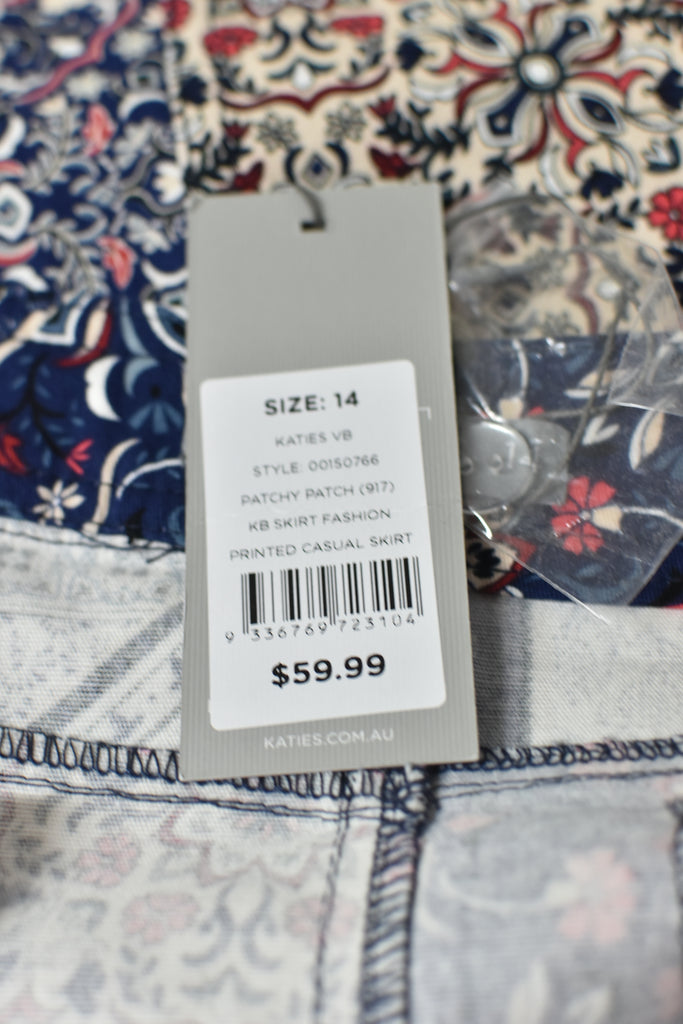 SIZE: 14
KATIES VB
STYLE: 00150766
PATCHY PATCH (917)
KB SKIRT FASHION
PRINTED CASUAL SKIRT
9 336769 723104
$59.99
KATIES.COM.AU